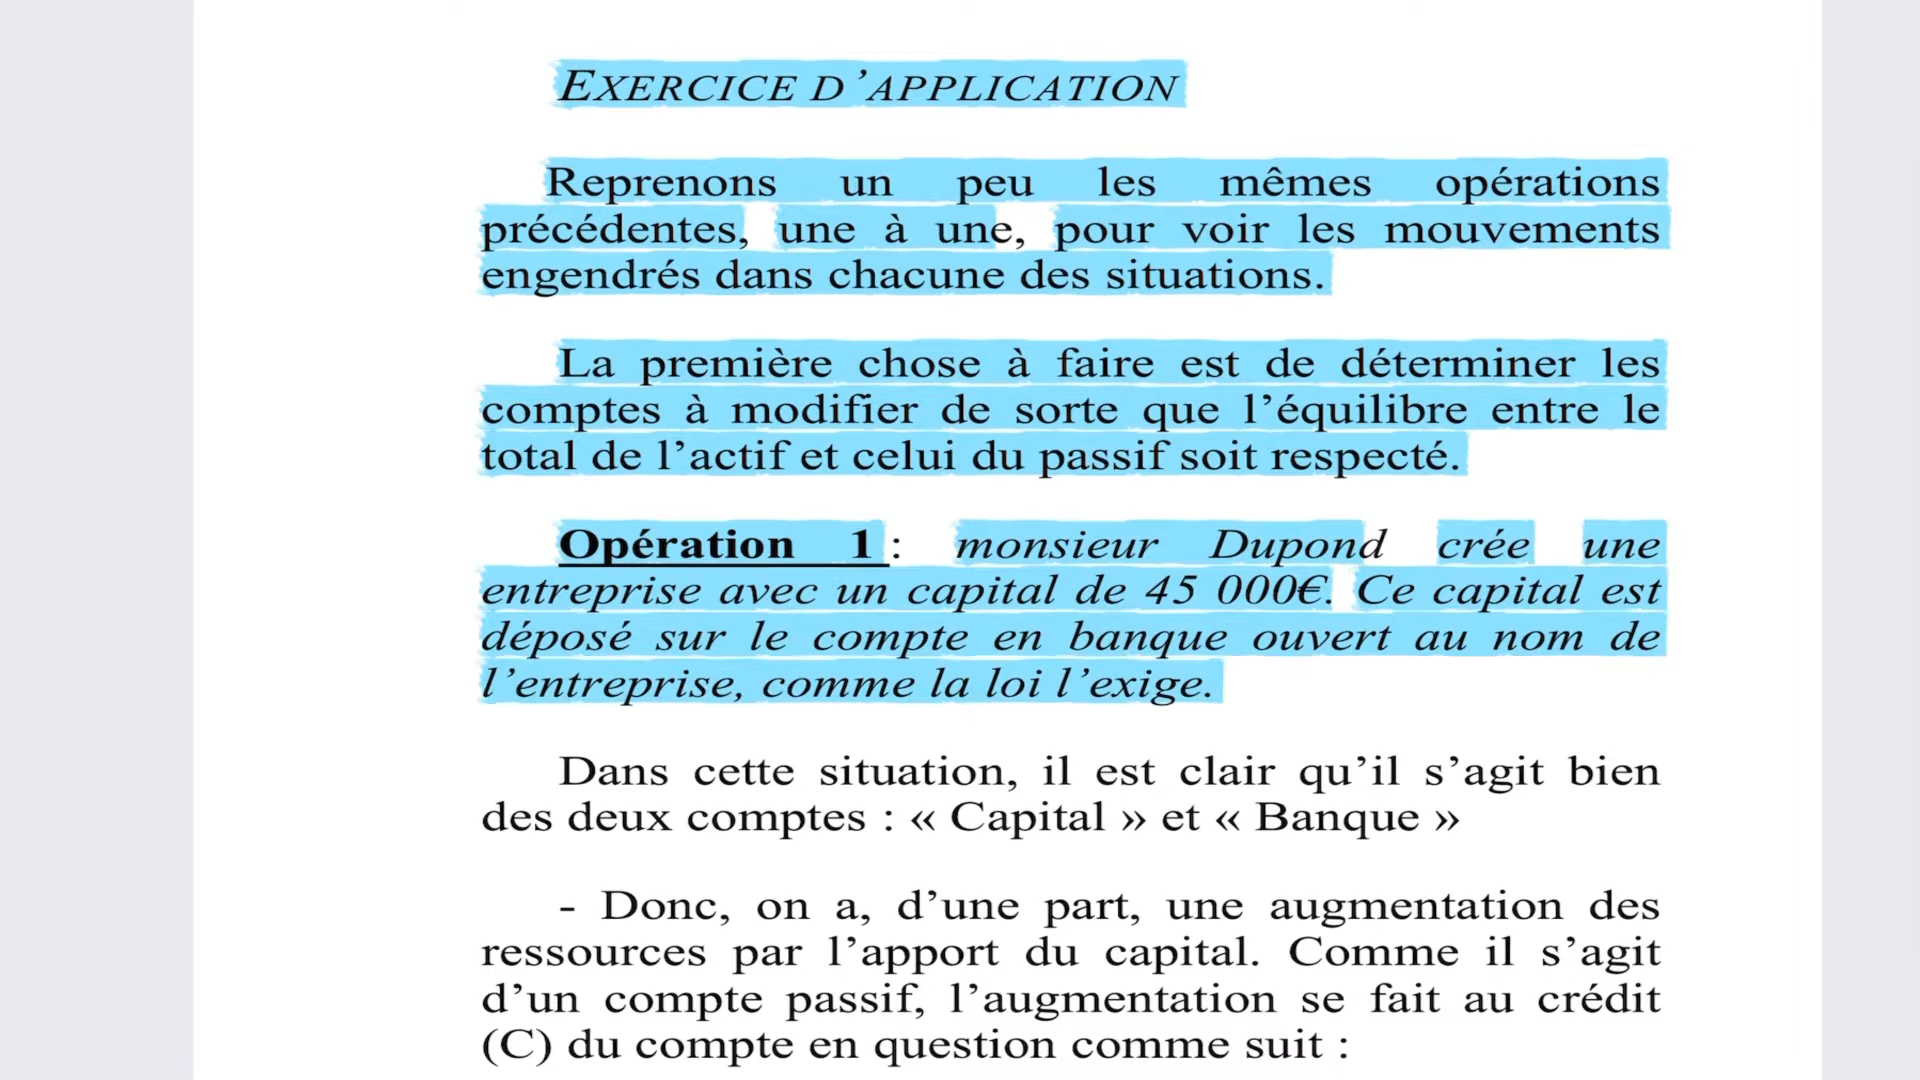 EXERCICE D’APPLICATION
Reprenons un peu les mêmes opérations
précédentes, une à une, pour voir les mouvements
engendrés dans chacune des situations.
La première chose à faire est de déterminer les
comptes à modifier de sorte que l’équilibre entre le
total de l’actif et celui du passif soit respecté.
Opération 1 : monsieur Dupond crée une
entreprise avec un capital de 45 000€. Ce capital est
déposé sur le compte en banque ouvert au nom de
l’entreprise, comme la loi l’exige.
Dans cette situation, il est clair qu’il s’agit bien
des deux comptes : « Capital » et « Banque »
- Donc, on a, d’une part, une augmentation des
ressources par l’apport du capital. Comme il s’agit
d’un compte passif, l’augmentation se fait au crédit
(C) du compte en question comme suit :